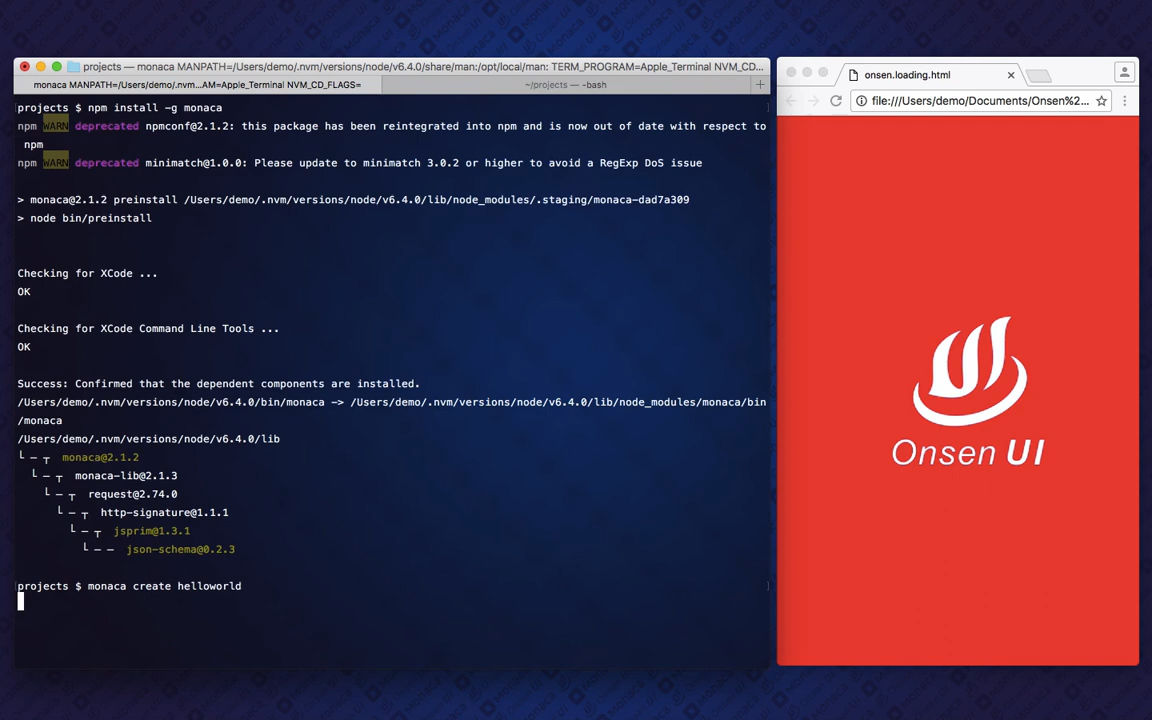 projects — monaca MANPATH=/Users/demo/.nvm/versions/node/v6.4.0/share/man:/opt/local/man: TERM_PROGRAM=Apple_Terminal NVM_CD...
monaca MANPATH=/Users/demo/.nvm...AM=Apple_Terminal NVM_CD_FLAGS=
~/projects — -bash
projects $ npm install -g monaca
npm WARN deprecated npmconf@2.1.2: this package has been reintegrated into npm and is now out of date with respect to
npm
npm WARN deprecated minimatch@1.0.0: Please update to minimatch 3.0.2 or higher to avoid a RegExp DoS issue
> monaca@2.1.2 preinstall /Users/demo/.nvm/versions/node/v6.4.0/lib/node_modules/.staging/monaca-dad7a309
> node bin/preinstall
Checking for XCode ...
OK
Checking for XCode Command Line Tools ...
OK
Success: Confirmed that the dependent components are installed.
/Users/demo/.nvm/versions/node/v6.4.0/bin/monaca -> /Users/demo/.nvm/versions/node/v6.4.0/lib/node_modules/monaca/bin
/monaca
/Users/demo/.nvm/versions/node/v6.4.0/lib
└─┬ monaca@2.1.2
└─┬ monaca-lib@2.1.3
└─┬ request@2.74.0
└─┬ http-signature@1.1.1
└─┬ jsprim@1.3.1
└── json-schema@0.2.3
projects $ monaca create helloworld
onsen.loading.html
file:///Users/demo/Documents/Onsen%2...
Onsen UI